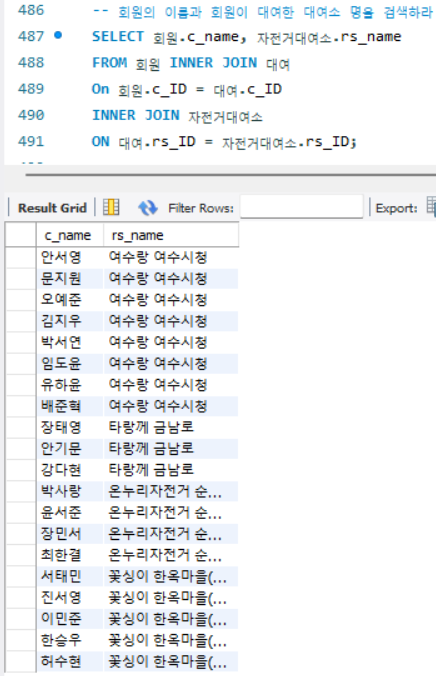 486 -- 회원의 이름과 회원이 대여한 대여소 명을 검색하라
487 SELECT 회원.c_name, 자전거대여소.rs_name
488 FROM 회원 INNER JOIN 대여
489 On 회원.c_ID = 대여.c_ID
490 INNER JOIN 자전거대여소
491 ON 대여.rs_ID = 자전거대여소.rs_ID;
Result Grid Filter Rows: Export:
c_name rs_name
안서영 여수랑 여수시청
문지원 여수랑 여수시청
오예준 여수랑 여수시청
김지우 여수랑 여수시청
박서연 여수랑 여수시청
임도윤 여수랑 여수시청
유하윤 여수랑 여수시청
배준혁 여수랑 여수시청
장태영 타랑께 금남로
안기문 타랑께 금남로
강다현 타랑께 금남로
박사랑 온누리자전거 순...
윤서준 온누리자전거 순...
장민서 온누리자전거 순...
최한결 온누리자전거 순...
서태민 꽃싱이 한옥마을(...
진서영 꽃싱이 한옥마을(...
이민준 꽃싱이 한옥마을(...
한승우 꽃싱이 한옥마을(...
허수현 꽃싱이 한옥마을(...